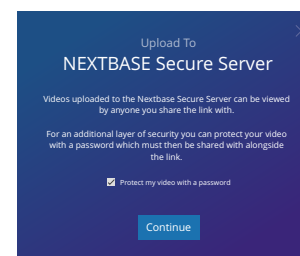 Upload To
NEXTBASE Secure Server
Videos uploaded to the Nextbase Secure Server can be viewed
by anyone you share the link with.
For an additional layer of security you can protect your video
with a password which must then be shared with alongside
the link.
Protect my video with a password
Continue